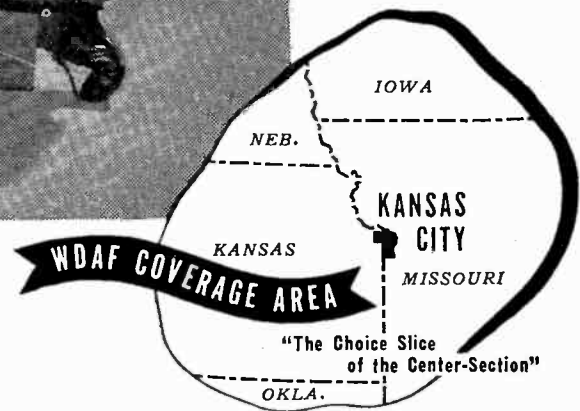 IOWA
NEB.
KANSAS
CITY
KANSAS
MISSOURI
WDAF COVERAGE AREA
“The Choice Slice
of the Center-Section”
OKLA.